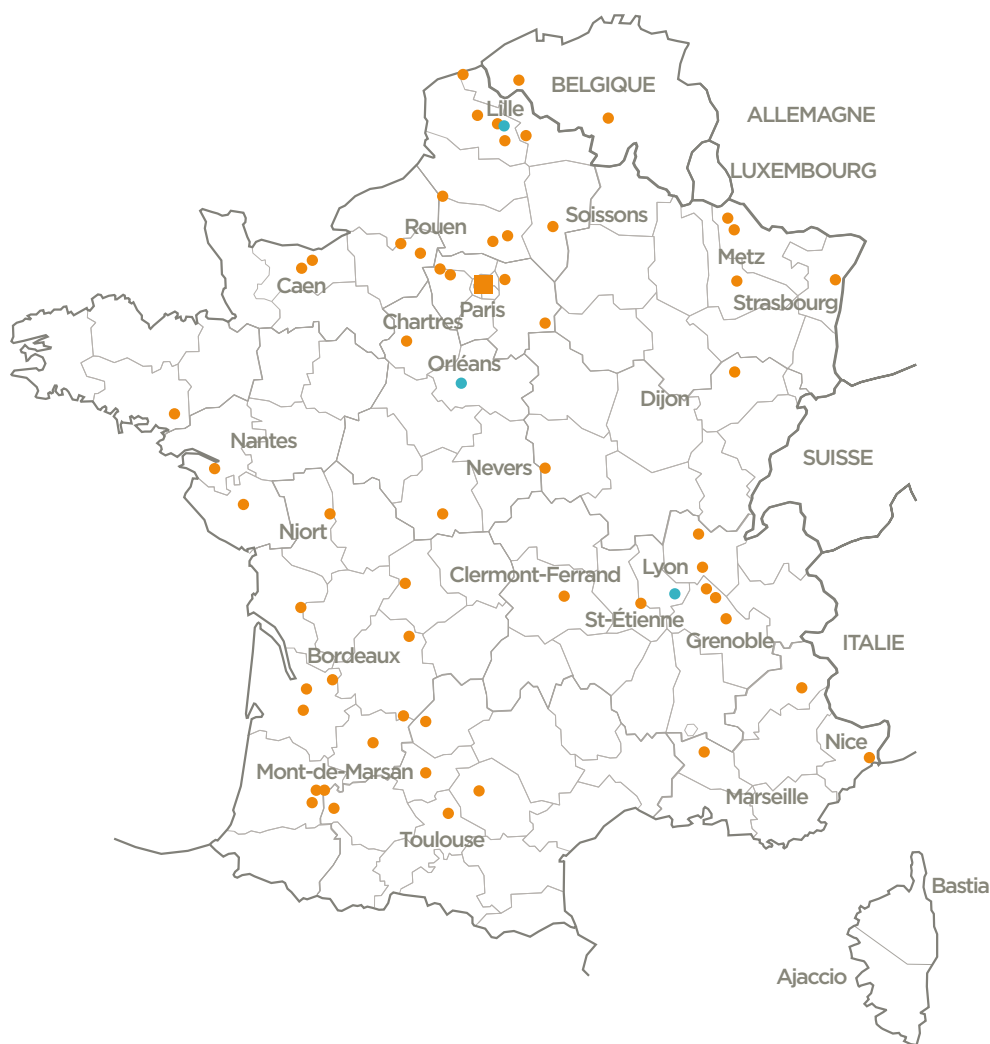 BELGIQUE
Lille
ALLEMAGNE
LUXEMBOURG
Soissons
Rouen
Metz
Caen
Strasbourg
Paris
Chartres
Orléans
Dijon
Nantes
SUISSE
Nevers
Niort
Lyon
Clermont-Ferrand
St-Étienne
Grenoble
ITALIE
Bordeaux
Nice
Mont-de-Marsan
Marseille
Toulouse
Bastia
Ajaccio